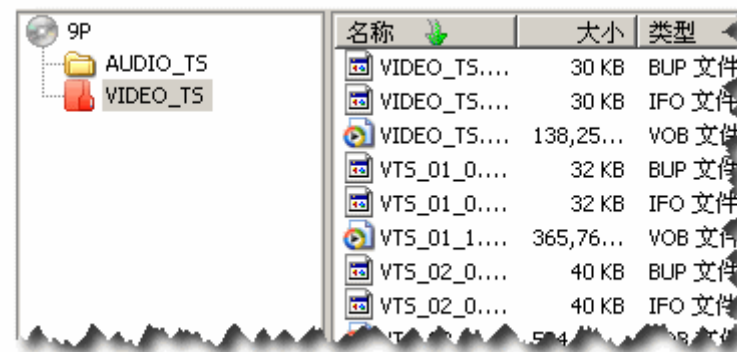 9P
AUDIO_TS
VIDEO_TS
名称 大小 类型
VIDEO_TS.... 30 KB BUP 文件
VIDEO_TS.... 30 KB IFO 文件
VIDEO_TS.... 138,25... VOB 文件
VTS_01_0.... 32 KB BUP 文件
VTS_01_0.... 32 KB IFO 文件
VTS_01_1.... 365,76... VOB 文件
VTS_02_0.... 40 KB BUP 文件
VTS_02_0.... 40 KB IFO 文件